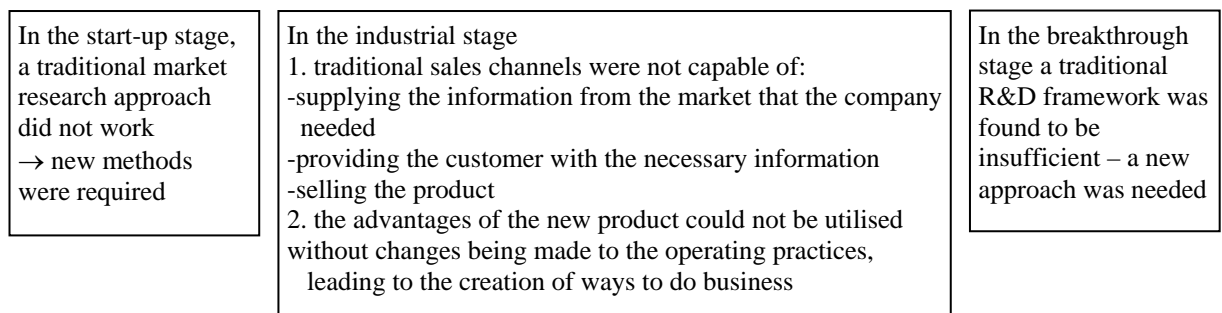 In the start-up stage,
a traditional market
research approach
did not work
→ new methods
were required
In the industrial stage
1. traditional sales channels were not capable of:
-supplying the information from the market that the company
needed
-providing the customer with the necessary information
-selling the product
2. the advantages of the new product could not be utilised
without changes being made to the operating practices,
leading to the creation of ways to do business
In the breakthrough
stage a traditional
R&D framework was
found to be
insufficient – a new
approach was needed